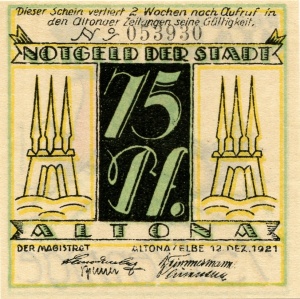 Dieser Schein verliert 2 Wochen nach Aufruf in
den Altonaer Zeitungen seine Gültigkeit.
No 053930
NOTGELD DER STADT
75
Pf.
ALTONA
DER MAGISTRAT
ALTONA/ELBE 12. DEZ. 1921